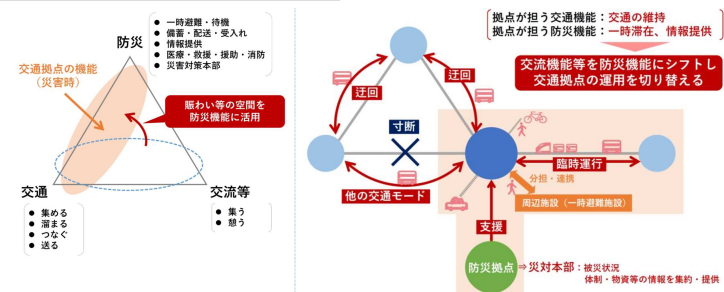 ● 一時避難・待機
● 備蓄・配送・受入れ
● 情報提供
● 医療・救援・援助・消防
● 災害対策本部
防災
交通拠点の機能
（災害時）
賑わい等の空間を
防災機能に活用
交通
● 集める
● 溜まる
● つなぐ
● 送る
交流等
● 集う
● 憩う
拠点が担う交通機能：交通の維持
拠点が担う防災機能：一時滞在、情報提供
交流機能等を防災機能にシフトし
交通拠点の運用を切り替える
迂回
迂回
寸断
臨時運行
他の交通モード
分担・連携
周辺施設（一時避難施設）
支援
防災拠点
⇒災対本部：被災状況
体制・物資等の情報を集約・提供